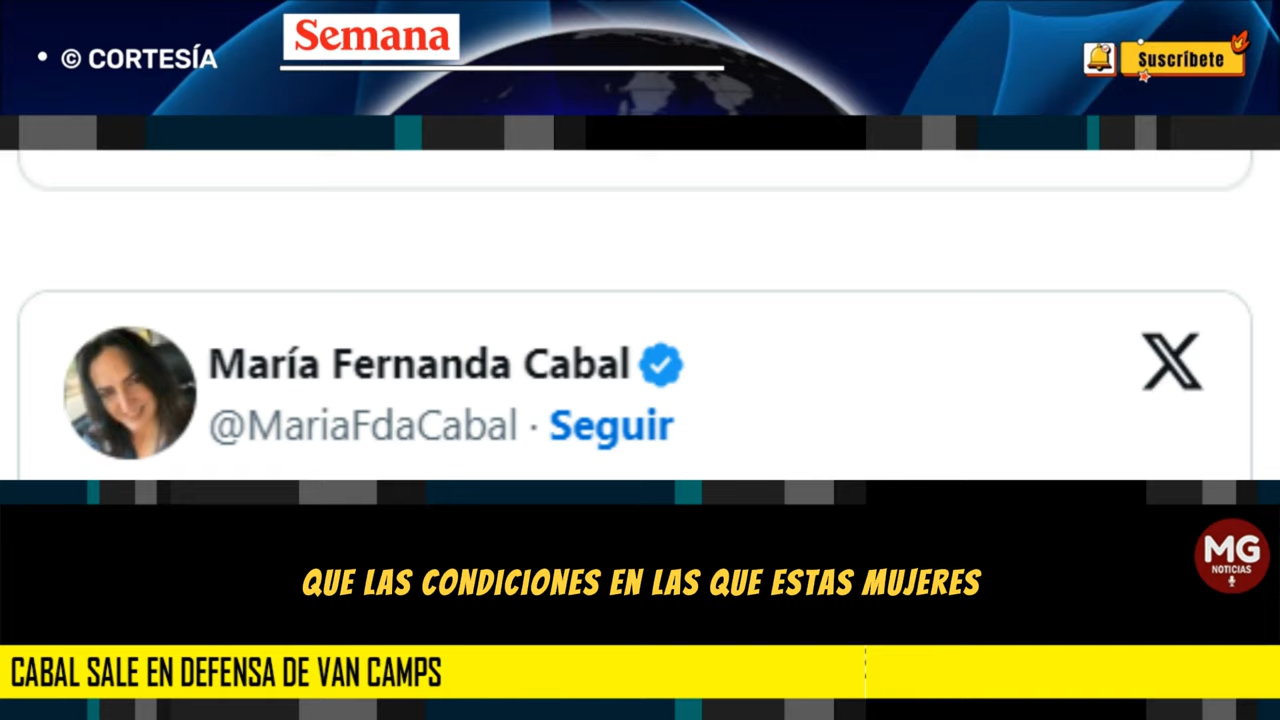 • © CORTESÍA
Semana
Suscríbete
María Fernanda Cabal
@MariaFdaCabal · Seguir
X
QUE LAS CONDICIONES EN LAS QUE ESTAS MUJERES
MG
NOTICIAS
CABAL SALE EN DEFENSA DE VAN CAMPS